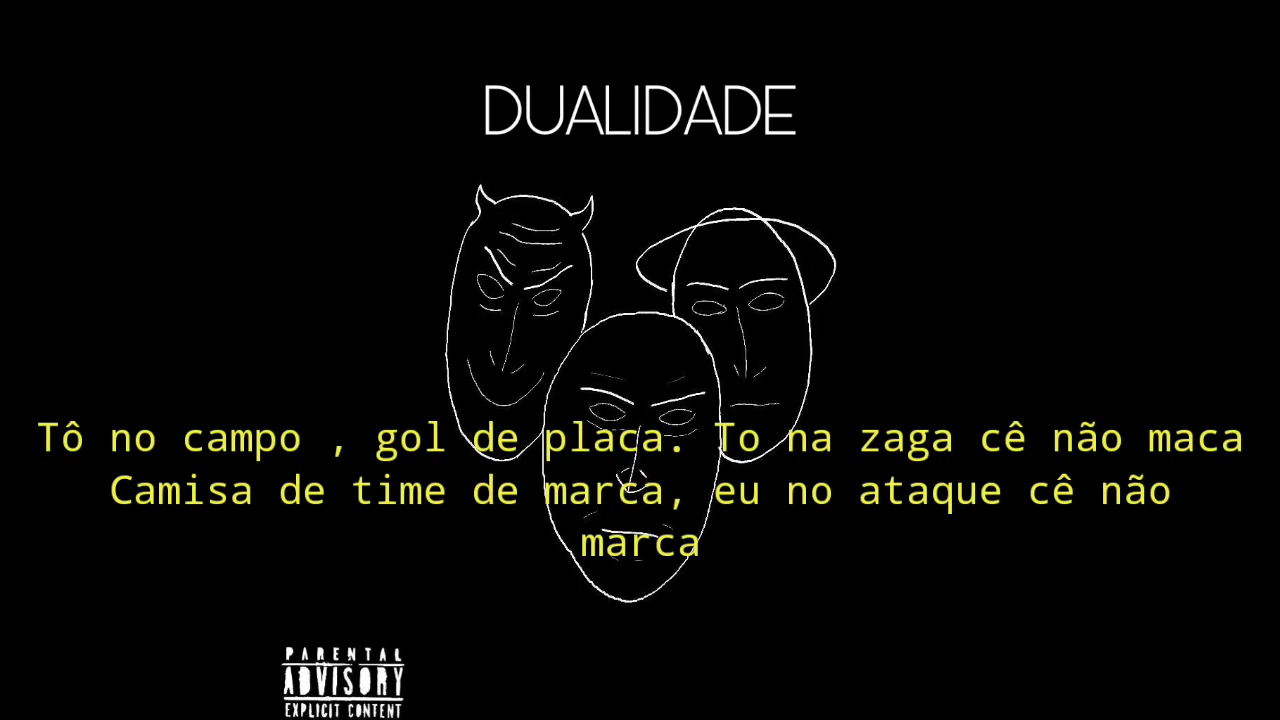 DUALIDADE
Tô no campo , gol de placa. To na zaga cê não maca
Camisa de time de marca, eu no ataque cê não
marca
PARENTAL
ADVISORY
EXPLICIT CONTENT